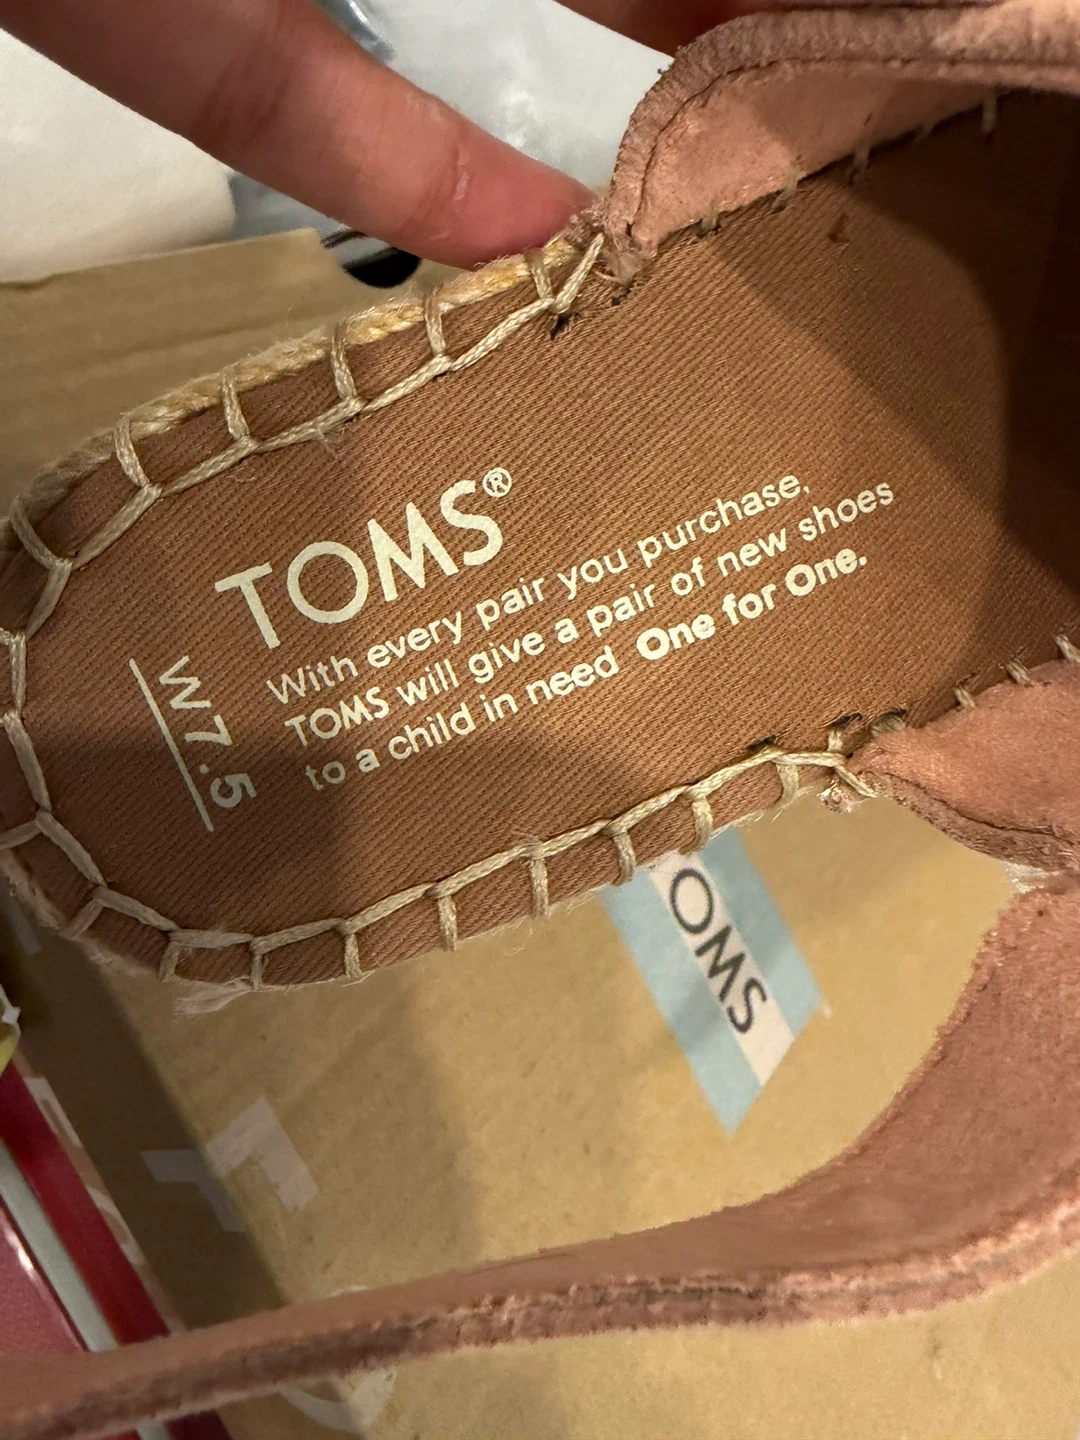 TOMS®
With every pair you purchase,
TOMS will give a pair of new shoes
to a child in need One for One.
W7.5
OMS